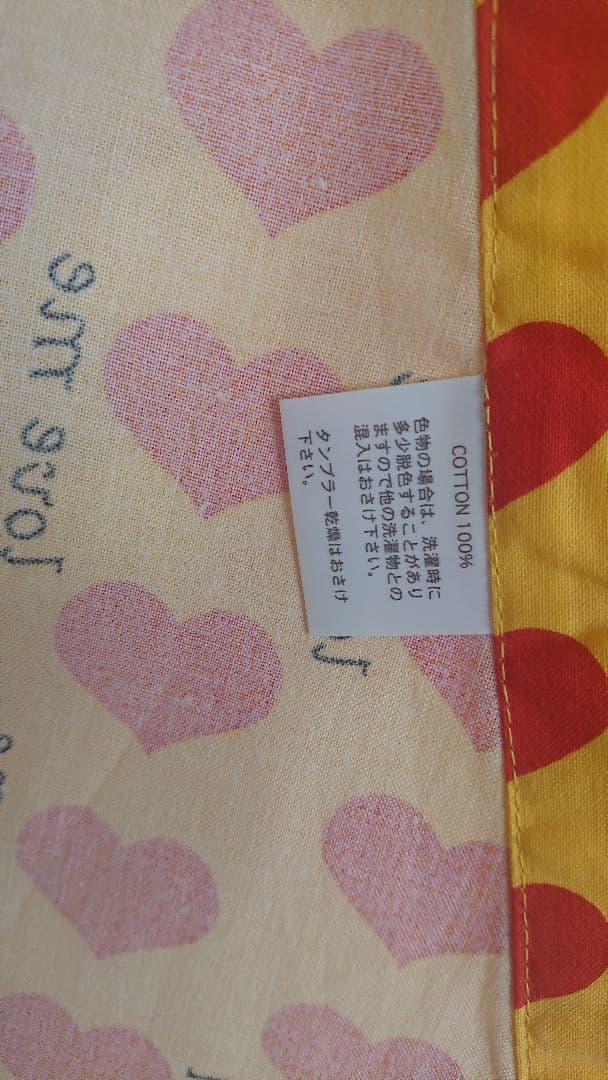 COTTON 100%
色物の場合は、洗濯時に
多少脱色することがあり
ますので他の洗濯物との
混入はおさけ下さい。
タンブラー乾燥はおさけ
下さい。
love me